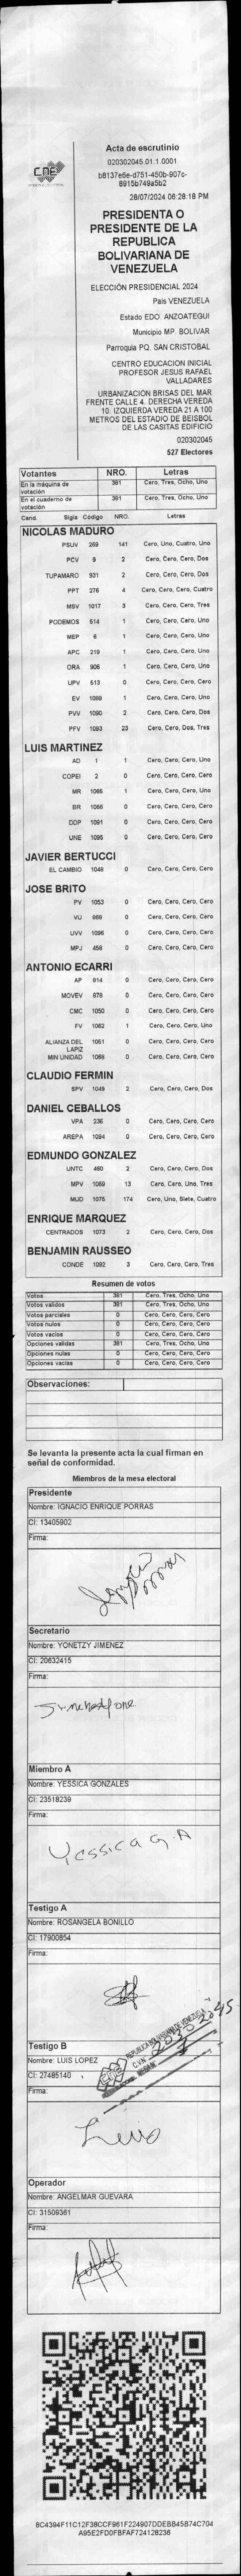 CNE
Acta de escrutinio
020302045.01.1.0001
b8137e6e-d751-450b-907c-
8915b749a5b2
28/07/2024 06:28:18 PM
PRESIDENTA O
PRESIDENTE DE LA
REPUBLICA
BOLIVARIANA DE
VENEZUELA
ELECCIÓN PRESIDENCIAL 2024
Pais VENEZUELA
Estado EDO. ANZOATEGUI
Municipio MP. BOLIVAR
Parroquia PQ. SAN CRISTOBAL
CENTRO EDUCACION INICIAL
PROFESOR JESUS RAFAEL
VALLADARES
URBANIZACIÓN BRISAS DEL MAR
FRENTE CALLE 4. DERECHA VEREDA
10. IZQUIERDA VEREDA 21 A 100
METROS DEL ESTADIO DE BEISBOL
DE LAS CASITAS EDIFICIO
020302045
527 Electores
Votantes NRO. Letras
En la máquina de votación 381 Cero, Tres, Ocho, Uno
En el cuaderno de votación 381 Cero, Tres, Ocho, Uno
Cand. Sigla Código NRO. Letras
NICOLAS MADURO
PSUV 269 141 Cero, Uno, Cuatro, Uno
PCV 9 2 Cero, Cero, Cero, Dos
TUPAMARO 931 2 Cero, Cero, Cero, Dos
PPT 276 4 Cero, Cero, Cero, Cuatro
MSV 1017 3 Cero, Cero, Cero, Tres
PODEMOS 514 1 Cero, Cero, Cero, Uno
MEP 6 1 Cero, Cero, Cero, Uno
APC 219 1 Cero, Cero, Cero, Uno
ORA 906 1 Cero, Cero, Cero, Uno
UPV 513 0 Cero, Cero, Cero, Cero
EV 1089 1 Cero, Cero, Cero, Uno
PVV 1090 2 Cero, Cero, Cero, Dos
PFV 1093 23 Cero, Cero, Dos, Tres
LUIS MARTINEZ
AD 1 1 Cero, Cero, Cero, Uno
COPEI 2 0 Cero, Cero, Cero, Cero
MR 1065 1 Cero, Cero, Cero, Uno
BR 1066 0 Cero, Cero, Cero, Cero
DDP 1091 0 Cero, Cero, Cero, Cero
UNE 1095 0 Cero, Cero, Cero, Cero
JAVIER BERTUCCI
EL CAMBIO 1048 0 Cero, Cero, Cero, Cero
JOSE BRITO
PV 1053 0 Cero, Cero, Cero, Cero
VU 868 0 Cero, Cero, Cero, Cero
UVV 1096 0 Cero, Cero, Cero, Cero
MPJ 458 0 Cero, Cero, Cero, Cero
ANTONIO ECARRI
AP 814 0 Cero, Cero, Cero, Cero
MOVEV 878 0 Cero, Cero, Cero, Cero
CMC 1050 0 Cero, Cero, Cero, Cero
FV 1062 1 Cero, Cero, Cero, Uno
ALIANZA DEL LAPIZ 1061 0 Cero, Cero, Cero, Cero
MIN UNIDAD 1068 0 Cero, Cero, Cero, Cero
CLAUDIO FERMIN
SPV 1049 2 Cero, Cero, Cero, Dos
DANIEL CEBALLOS
VPA 236 0 Cero, Cero, Cero, Cero
AREPA 1094 0 Cero, Cero, Cero, Cero
EDMUNDO GONZALEZ
UNTC 460 2 Cero, Cero, Cero, Dos
MPV 1069 13 Cero, Cero, Uno, Tres
MUD 1075 174 Cero, Uno, Siete, Cuatro
ENRIQUE MARQUEZ
CENTRADOS 1073 2 Cero, Cero, Cero, Dos
BENJAMIN RAUSSEO
CONDE 1092 3 Cero, Cero, Cero, Tres
Resumen de votos
Votos 381 Cero, Tres, Ocho, Uno
Votos válidos 381 Cero, Tres, Ocho, Uno
Votos parciales 0 Cero, Cero, Cero, Cero
Votos nulos 0 Cero, Cero, Cero, Cero
Votos vacíos 0 Cero, Cero, Cero, Cero
Opciones válidas 381 Cero, Tres, Ocho, Uno
Opciones nulas 0 Cero, Cero, Cero, Cero
Opciones vacías 0 Cero, Cero, Cero, Cero
Observaciones:
Se levanta la presente acta la cual firman en
señal de conformidad.
Miembros de la mesa electoral
Presidente
Nombre: IGNACIO ENRIQUE PORRAS
CI: 13405902
Firma:
Secretario
Nombre: YONETZY JIMENEZ
CI: 20632415
Firma:
Miembro A
Nombre: YESSICA GONZALES
CI: 23518239
Firma:
Yessica G. A
Testigo A
Nombre: ROSANGELA BONILLO
CI: 17900854
Firma:
REPUBLICA BOLIVARIANA DE VENEZUELA
CVN 020302045
Testigo B
Nombre: LUIS LOPEZ
CI: 27485140
Firma:
Luis
Operador
Nombre: ANGELMAR GUEVARA
CI: 31509361
Firma:
8C4394F11C12F38CCF961F224907DDEBB45B74C704
A95E2FD0FBFAF724128236